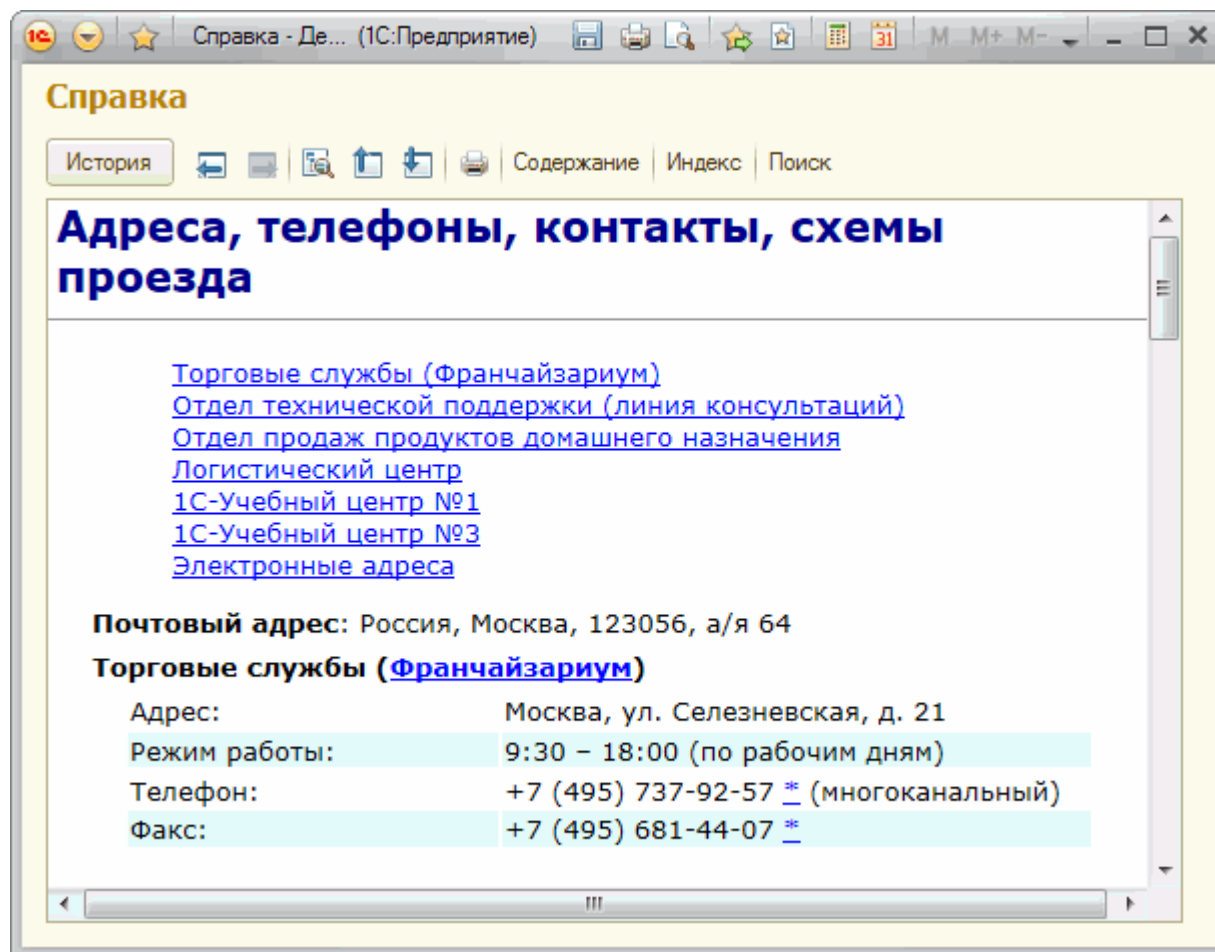 1С Справка - Де... (1С:Предприятие) 31 M M+ M-
Справка
История Содержание Индекс Поиск
Адреса, телефоны, контакты, схемы
проезда
Торговые службы (Франчайзариум)
Отдел технической поддержки (линия консультаций)
Отдел продаж продуктов домашнего назначения
Логистический центр
1С-Учебный центр №1
1С-Учебный центр №3
Электронные адреса
Почтовый адрес: Россия, Москва, 123056, а/я 64
Торговые службы (Франчайзариум)
Адрес: Москва, ул. Селезневская, д. 21
Режим работы: 9:30 – 18:00 (по рабочим дням)
Телефон: +7 (495) 737-92-57 * (многоканальный)
Факс: +7 (495) 681-44-07 *